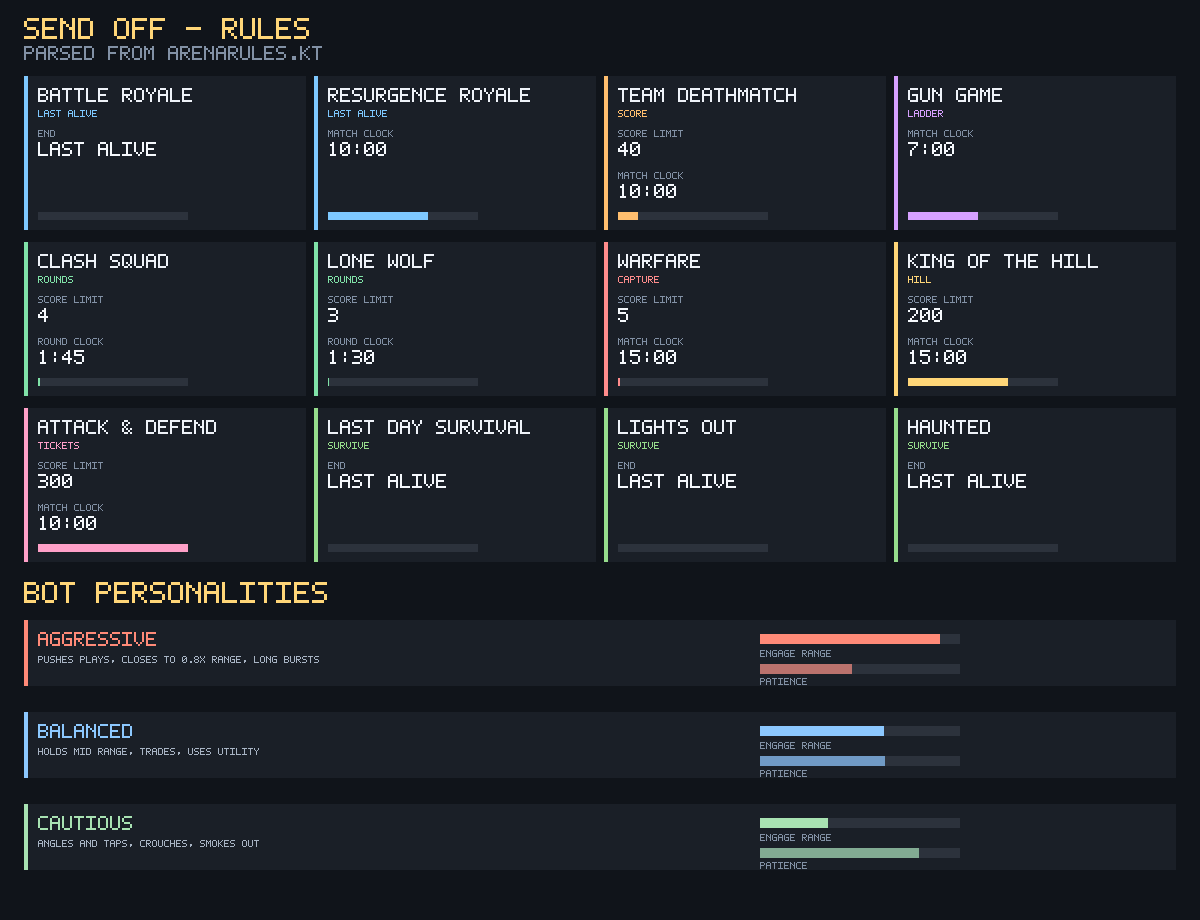 SEND OFF - RULES
PARSED FROM ARENARULES.KT
BATTLE ROYALE
LAST ALIVE
END
LAST ALIVE
RESURGENCE ROYALE
LAST ALIVE
MATCH CLOCK
10:00
TEAM DEATHMATCH
SCORE
SCORE LIMIT
40
MATCH CLOCK
10:00
GUN GAME
LADDER
MATCH CLOCK
7:00
CLASH SQUAD
ROUNDS
SCORE LIMIT
4
ROUND CLOCK
1:45
LONE WOLF
ROUNDS
SCORE LIMIT
3
ROUND CLOCK
1:30
WARFARE
CAPTURE
SCORE LIMIT
5
MATCH CLOCK
15:00
KING OF THE HILL
HILL
SCORE LIMIT
200
MATCH CLOCK
15:00
ATTACK & DEFEND
TICKETS
SCORE LIMIT
300
MATCH CLOCK
10:00
LAST DAY SURVIVAL
SURVIVE
END
LAST ALIVE
LIGHTS OUT
SURVIVE
END
LAST ALIVE
HAUNTED
SURVIVE
END
LAST ALIVE
BOT PERSONALITIES
AGGRESSIVE
PUSHES PLAYS, CLOSES TO 0.8X RANGE, LONG BURSTS
ENGAGE RANGE
PATIENCE
BALANCED
HOLDS MID RANGE, TRADES, USES UTILITY
ENGAGE RANGE
PATIENCE
CAUTIOUS
ANGLES AND TAPS, CROUCHES, SMOKES OUT
ENGAGE RANGE
PATIENCE